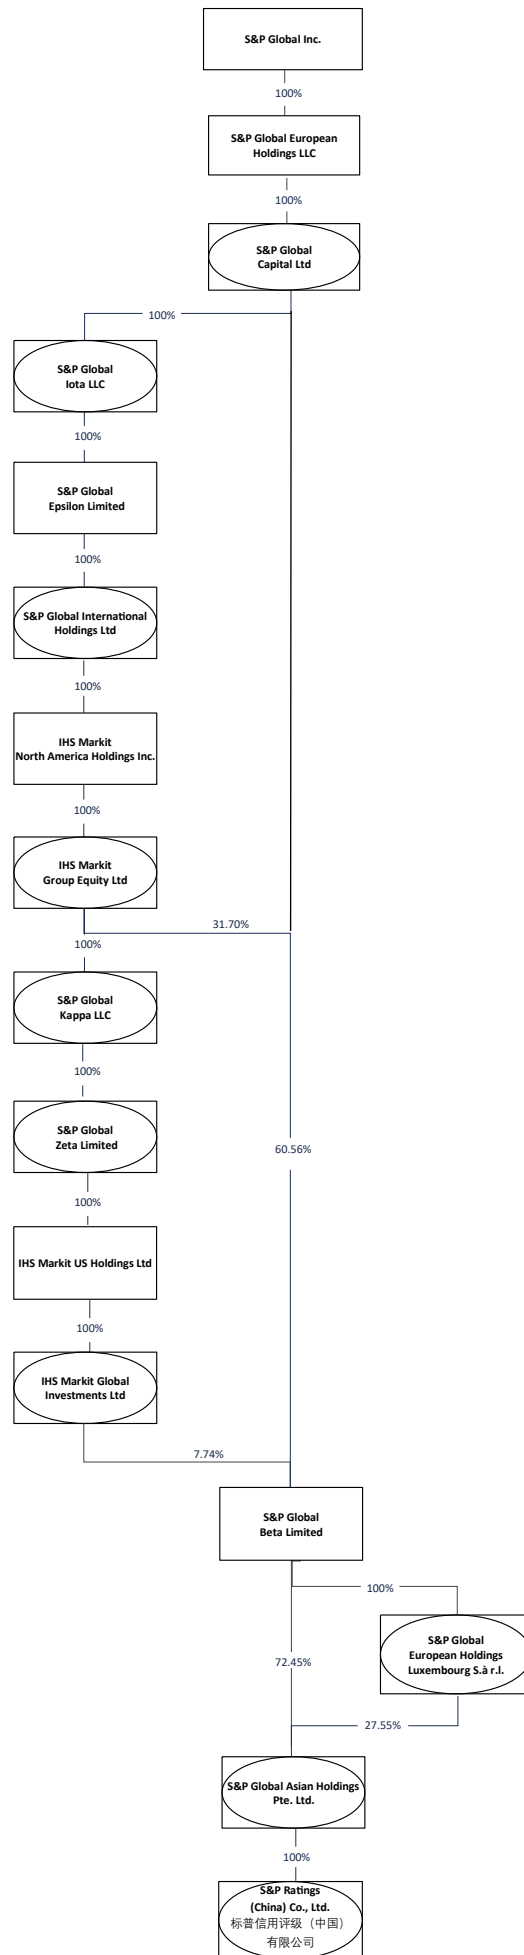 S&P Global Inc.
100%
S&P Global European
Holdings LLC
100%
S&P Global
Capital Ltd
100%
S&P Global
Iota LLC
100%
S&P Global
Epsilon Limited
100%
S&P Global International
Holdings Ltd
100%
IHS Markit
North America Holdings Inc.
100%
IHS Markit
Group Equity Ltd
31.70%
100%
S&P Global
Kappa LLC
100%
S&P Global
Zeta Limited
60.56%
100%
IHS Markit US Holdings Ltd
100%
IHS Markit Global
Investments Ltd
7.74%
S&P Global
Beta Limited
100%
S&P Global
European Holdings
Luxembourg S.à r.l.
72.45%
27.55%
S&P Global Asian Holdings
Pte. Ltd.
100%
S&P Ratings
(China) Co., Ltd.
标普信用评级（中国）
有限公司